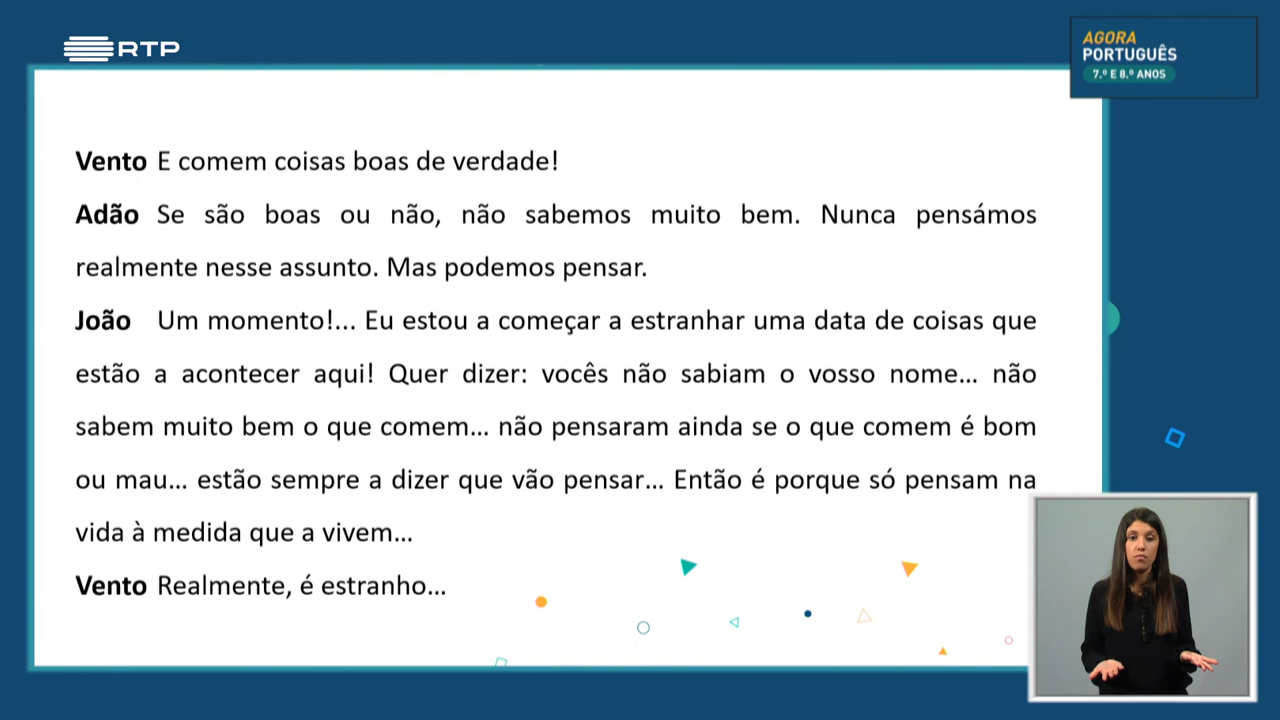 RTP
AGORA
PORTUGUÊS
7.º E 8.º ANOS
Vento E comem coisas boas de verdade!
Adão Se são boas ou não, não sabemos muito bem. Nunca pensámos
realmente nesse assunto. Mas podemos pensar.
João Um momento!... Eu estou a começar a estranhar uma data de coisas que
estão a acontecer aqui! Quer dizer: vocês não sabiam o vosso nome... não
sabem muito bem o que comem... não pensaram ainda se o que comem é bom
ou mau... estão sempre a dizer que vão pensar... Então é porque só pensam na
vida à medida que a vivem...
Vento Realmente, é estranho...